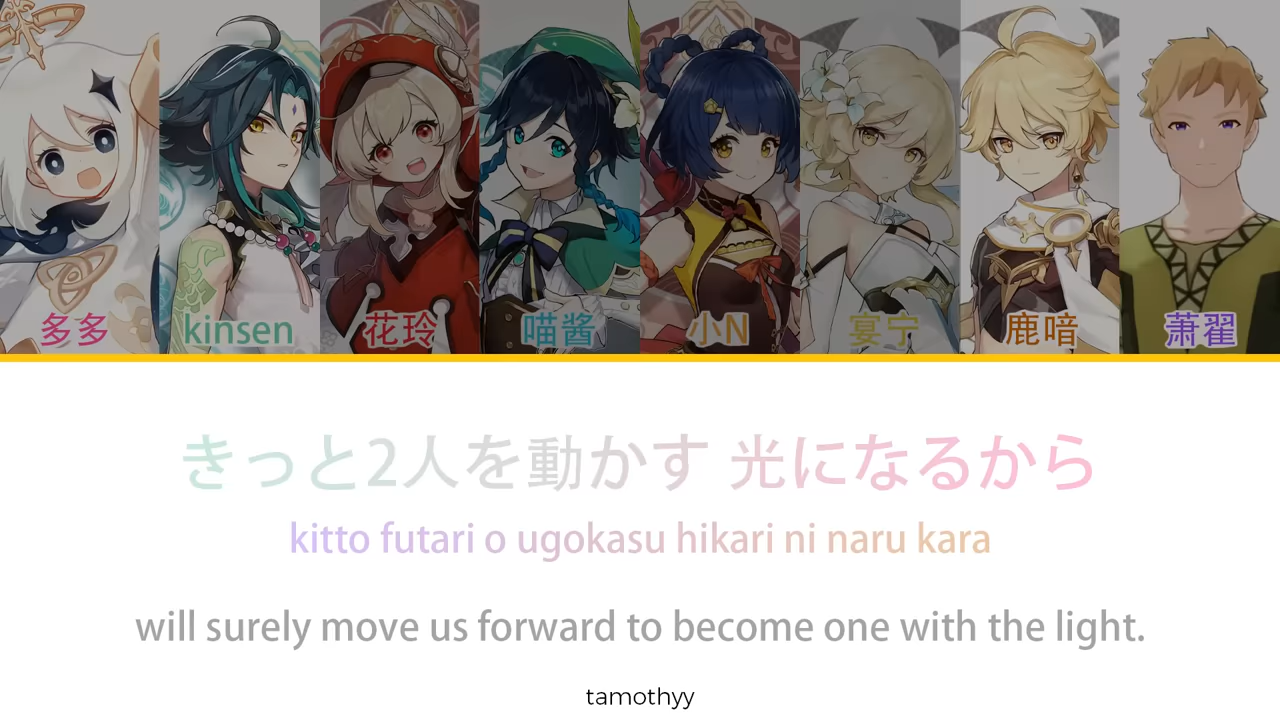 多多 kinsen 花玲 喵酱 小N 宴宁 鹿喑 萧翟
きっと2人を動かす 光になるから
kitto futari o ugokasu hikari ni naru kara
will surely move us forward to become one with the light.
tamothyy